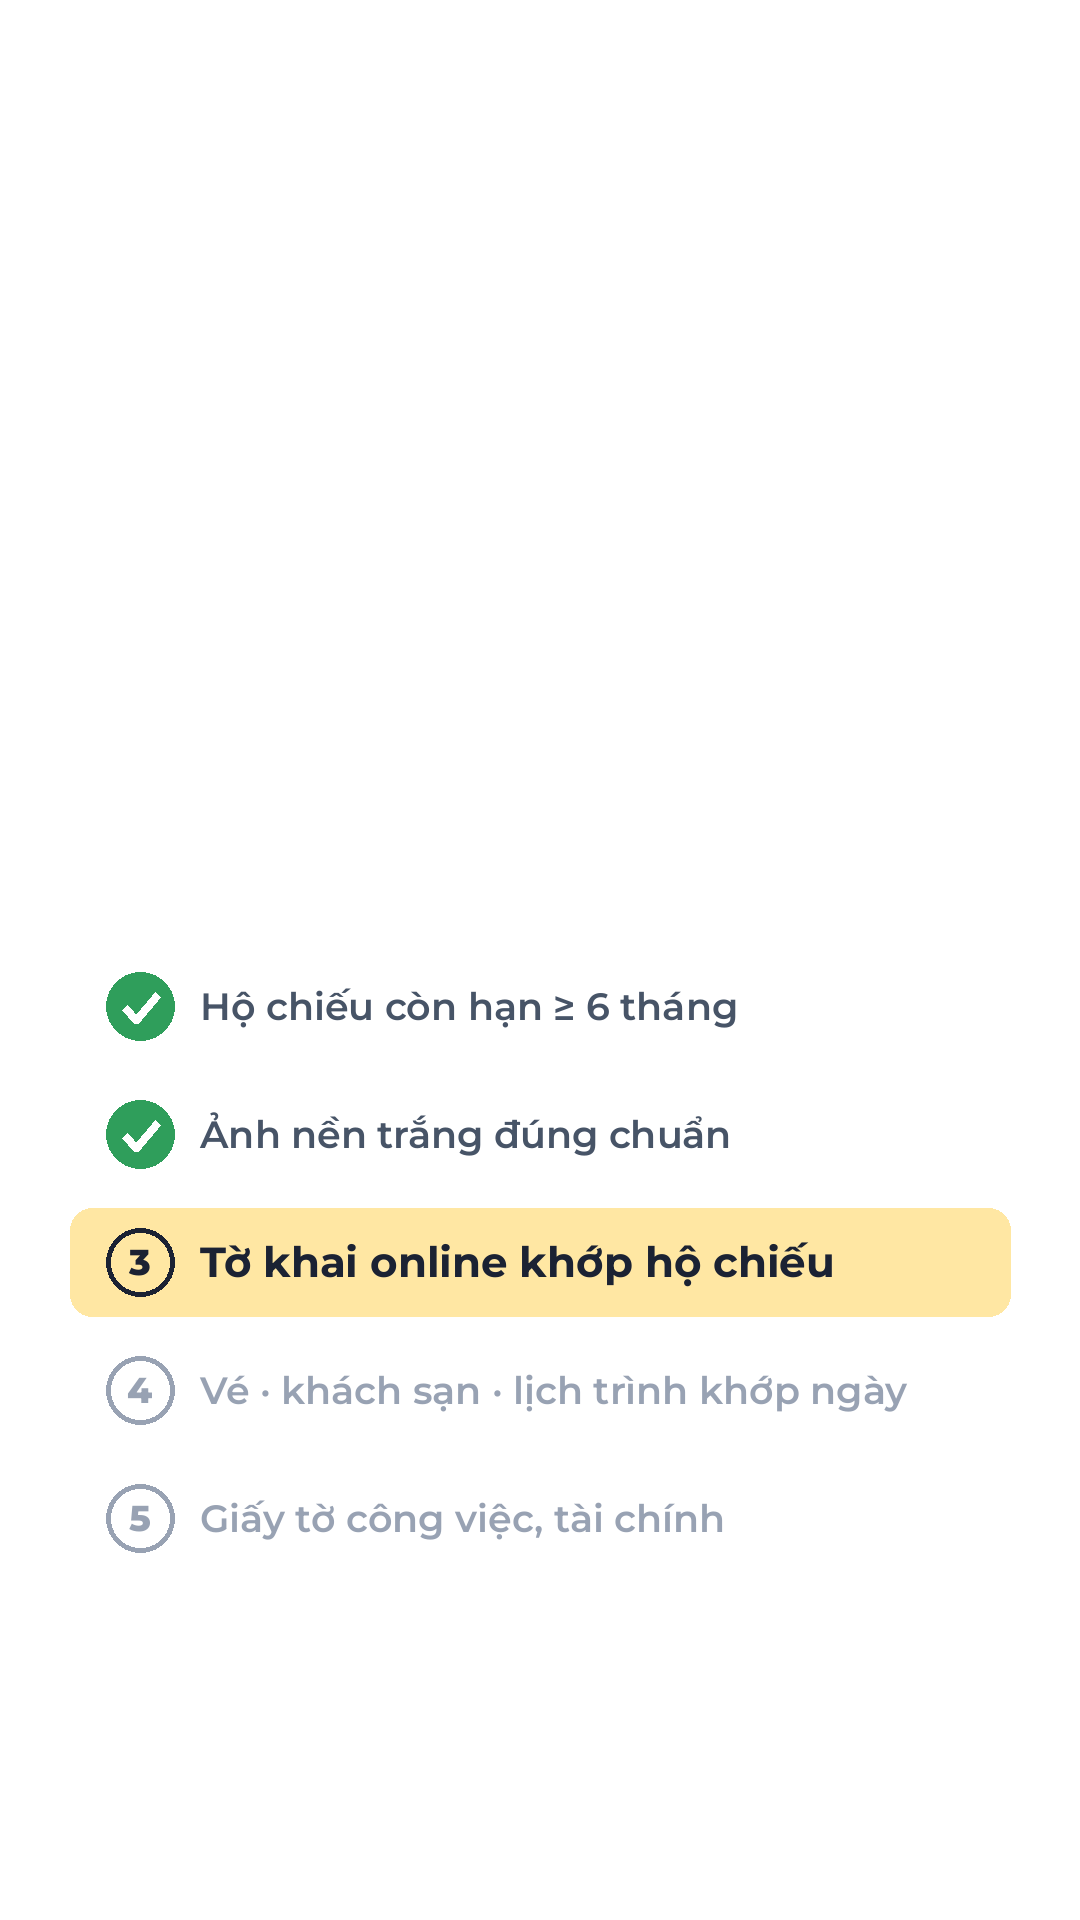 Hộ chiếu còn hạn ≥ 6 tháng
Ảnh nền trắng đúng chuẩn
3 Tờ khai online khớp hộ chiếu
4 Vé · khách sạn · lịch trình khớp ngày
5 Giấy tờ công việc, tài chính